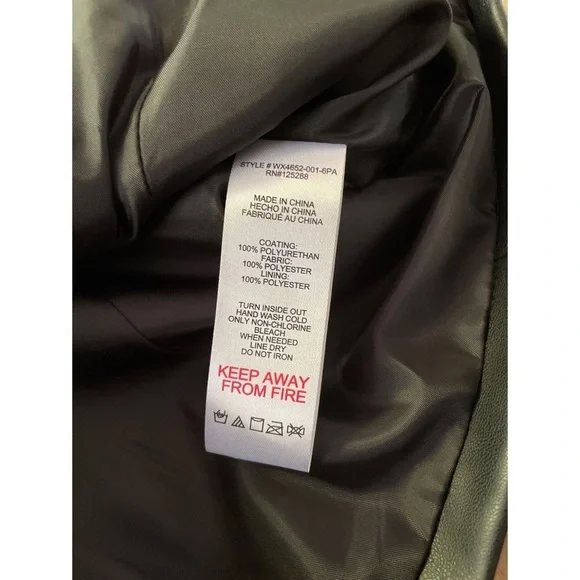 STYLE # WX4652-001-6PA
RN#125288
MADE IN CHINA
HECHO IN CHINA
FABRIQUÉ AU CHINA
COATING:
100% POLYURETHAN
FABRIC:
100% POLYESTER
LINING:
100% POLYESTER
TURN INSIDE OUT
HAND WASH COLD
ONLY NON-CHLORINE
BLEACH
WHEN NEEDED
LINE DRY
DO NOT IRON
KEEP AWAY
FROM FIRE